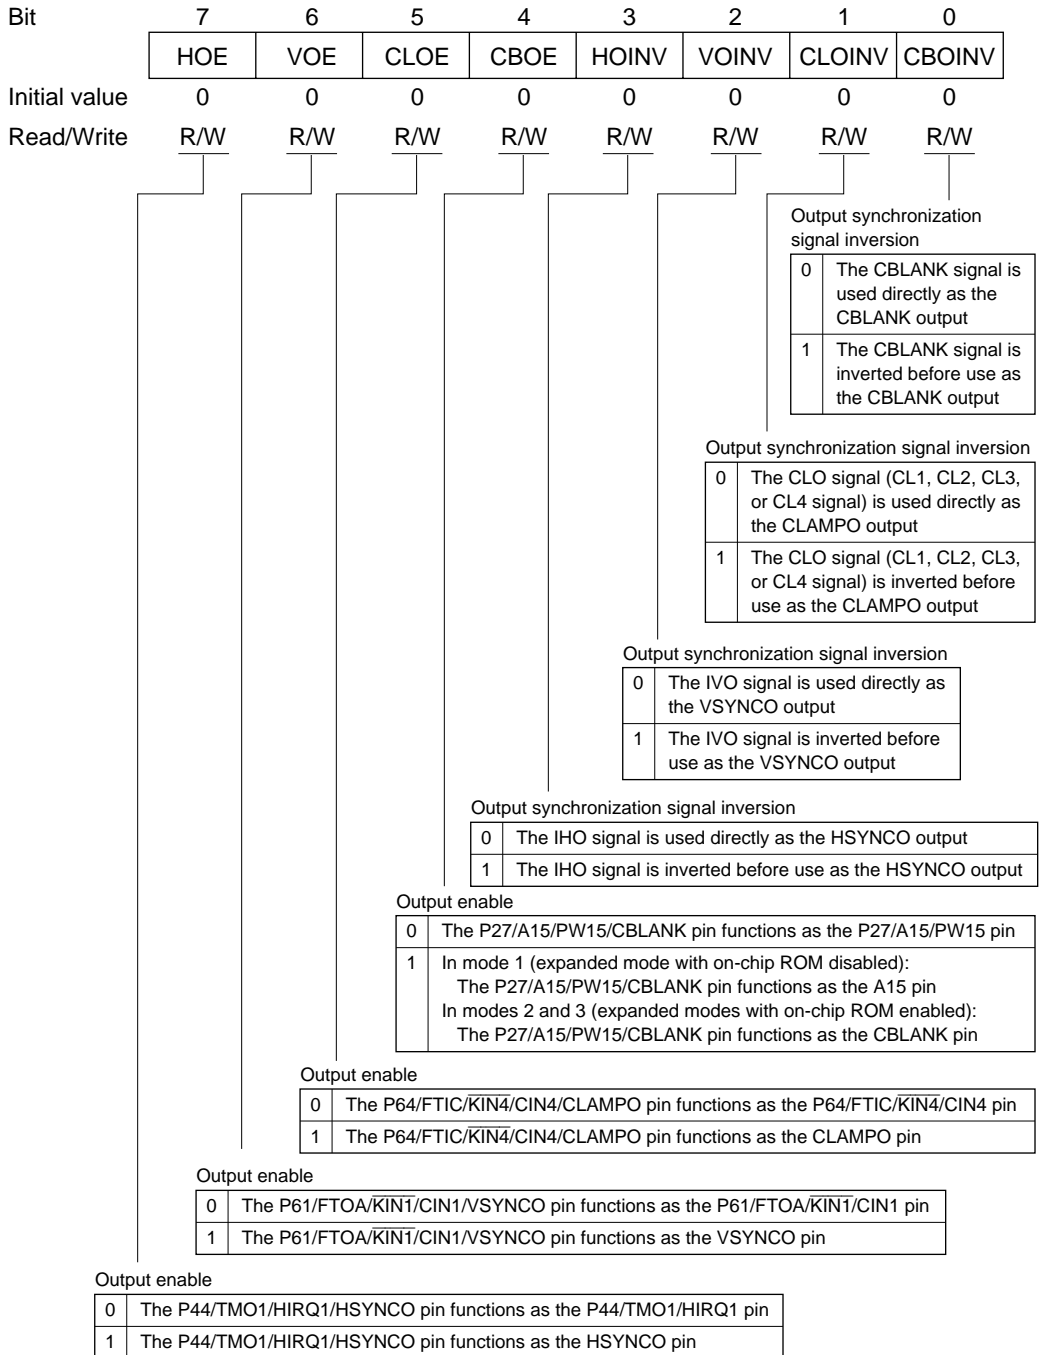 Bit 7 6 5 4 3 2 1 0
HOE VOE CLOE CBOE HOINV VOINV CLOINV CBOINV
Initial value 0 0 0 0 0 0 0 0
Read/Write R/W R/W R/W R/W R/W R/W R/W R/W
Output synchronization
signal inversion
0 The CBLANK signal is
used directly as the
CBLANK output
1 The CBLANK signal is
inverted before use as
the CBLANK output
Output synchronization signal inversion
0 The CLO signal (CL1, CL2, CL3,
or CL4 signal) is used directly as
the CLAMPO output
1 The CLO signal (CL1, CL2, CL3,
or CL4 signal) is inverted before
use as the CLAMPO output
Output synchronization signal inversion
0 The IVO signal is used directly as
the VSYNCO output
1 The IVO signal is inverted before
use as the VSYNCO output
Output synchronization signal inversion
0 The IHO signal is used directly as the HSYNCO output
1 The IHO signal is inverted before use as the HSYNCO output
Output enable
0 The P27/A15/PW15/CBLANK pin functions as the P27/A15/PW15 pin
1 In mode 1 (expanded mode with on-chip ROM disabled):
The P27/A15/PW15/CBLANK pin functions as the A15 pin
In modes 2 and 3 (expanded modes with on-chip ROM enabled):
The P27/A15/PW15/CBLANK pin functions as the CBLANK pin
Output enable
0 The P64/FTIC/K̅I̅N̅4̅/CIN4/CLAMPO pin functions as the P64/FTIC/K̅I̅N̅4̅/CIN4 pin
1 The P64/FTIC/K̅I̅N̅4̅/CIN4/CLAMPO pin functions as the CLAMPO pin
Output enable
0 The P61/FTOA/K̅I̅N̅1̅/CIN1/VSYNCO pin functions as the P61/FTOA/K̅I̅N̅1̅/CIN1 pin
1 The P61/FTOA/K̅I̅N̅1̅/CIN1/VSYNCO pin functions as the VSYNCO pin
Output enable
0 The P44/TMO1/HIRQ1/HSYNCO pin functions as the P44/TMO1/HIRQ1 pin
1 The P44/TMO1/HIRQ1/HSYNCO pin functions as the HSYNCO pin